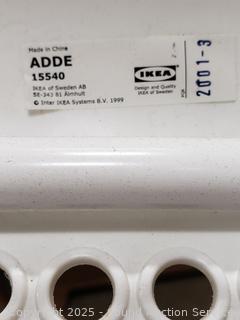 Made in China
ADDE
15540
IKEA of Sweden AB
SE-343 81 Älmhult
© Inter IKEA Systems B.V. 1999
IKEA
Design and Quality
IKEA of Sweden
2001-3
Copyright 2025 - Sound Auction Service